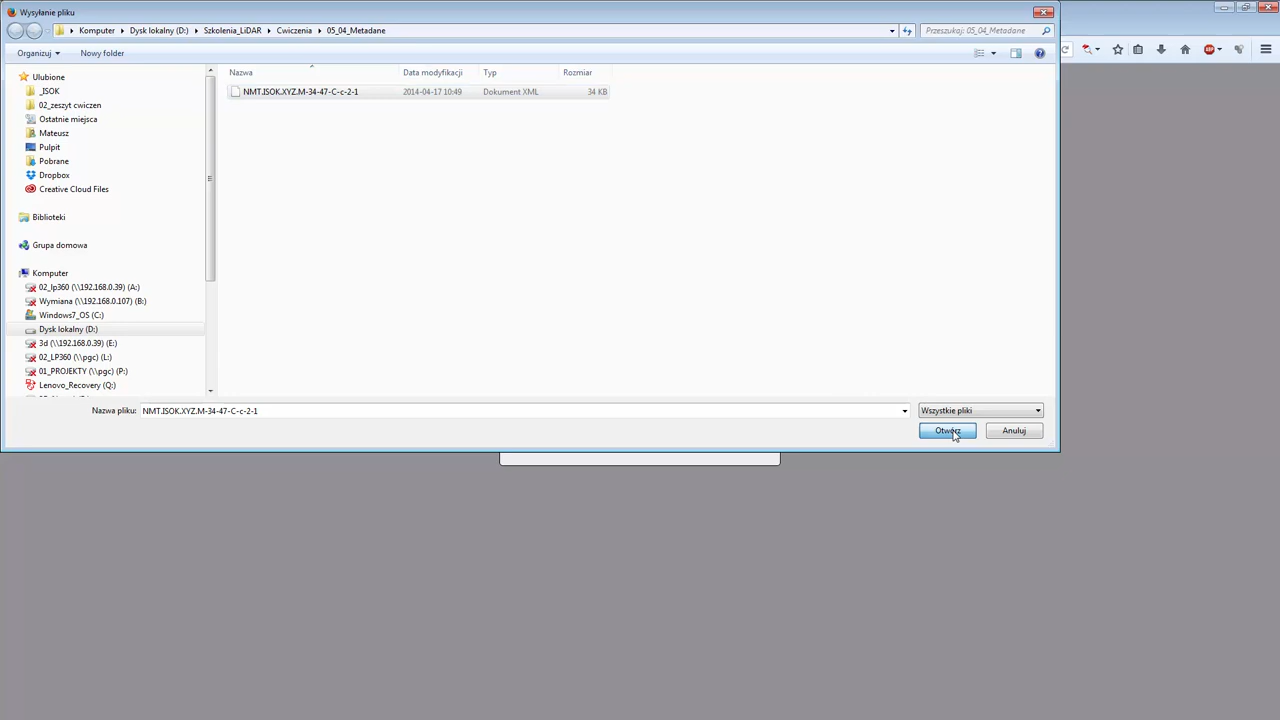 Wysyłanie pliku
Komputer ▸ Dysk lokalny (D:) ▸ Szkolenia_LiDAR ▸ Cwiczenia ▸ 05_04_Metadane
Przeszukaj: 05_04_Metadane
Organizuj
New folder
Ulubione
_ISOK
02_zeszyt cwiczen
Ostatnie miejsca
Mateusz
Pulpit
Pobrane
Dropbox
Creative Cloud Files
Biblioteki
Grupa domowa
Komputer
02_lp360 (\\192.168.0.39) (A:)
Wymiana (\\192.168.0.107) (B:)
Windows7_OS (C:)
Dysk lokalny (D:)
3d (\\192.168.0.39) (E:)
02_LP360 (\\pgc) (L:)
01_PROJEKTY (\\pgc) (P:)
Lenovo_Recovery (Q:)
Nazwa Data modyfikacji Typ Rozmiar
NMT.ISOK.XYZ.M-34-47-C-c-2-1 2014-04-17 10:49 Dokument XML 34 KB
Nazwa pliku: NMT.ISOK.XYZ.M-34-47-C-c-2-1
Wszystkie pliki
Otwórz
Anuluj